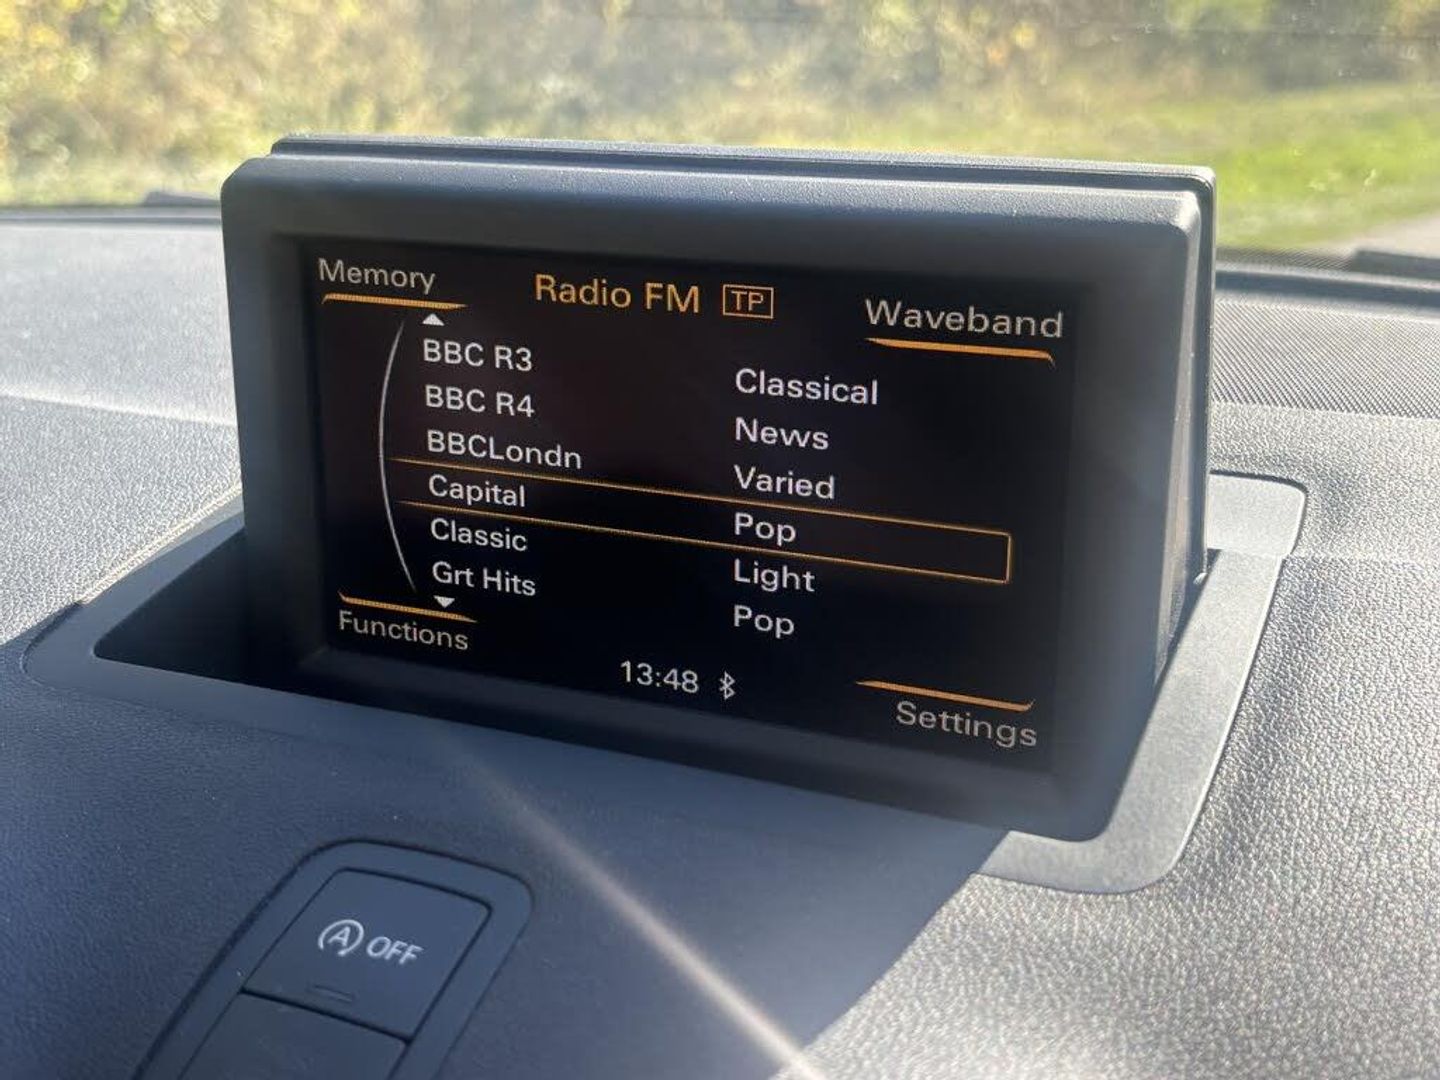 Memory
Radio FM TP
Waveband
BBC R3 Classical
BBC R4 News
BBCLondn Varied
Capital Pop
Classic Light
Grt Hits Pop
Functions
13:48
Settings
A OFF